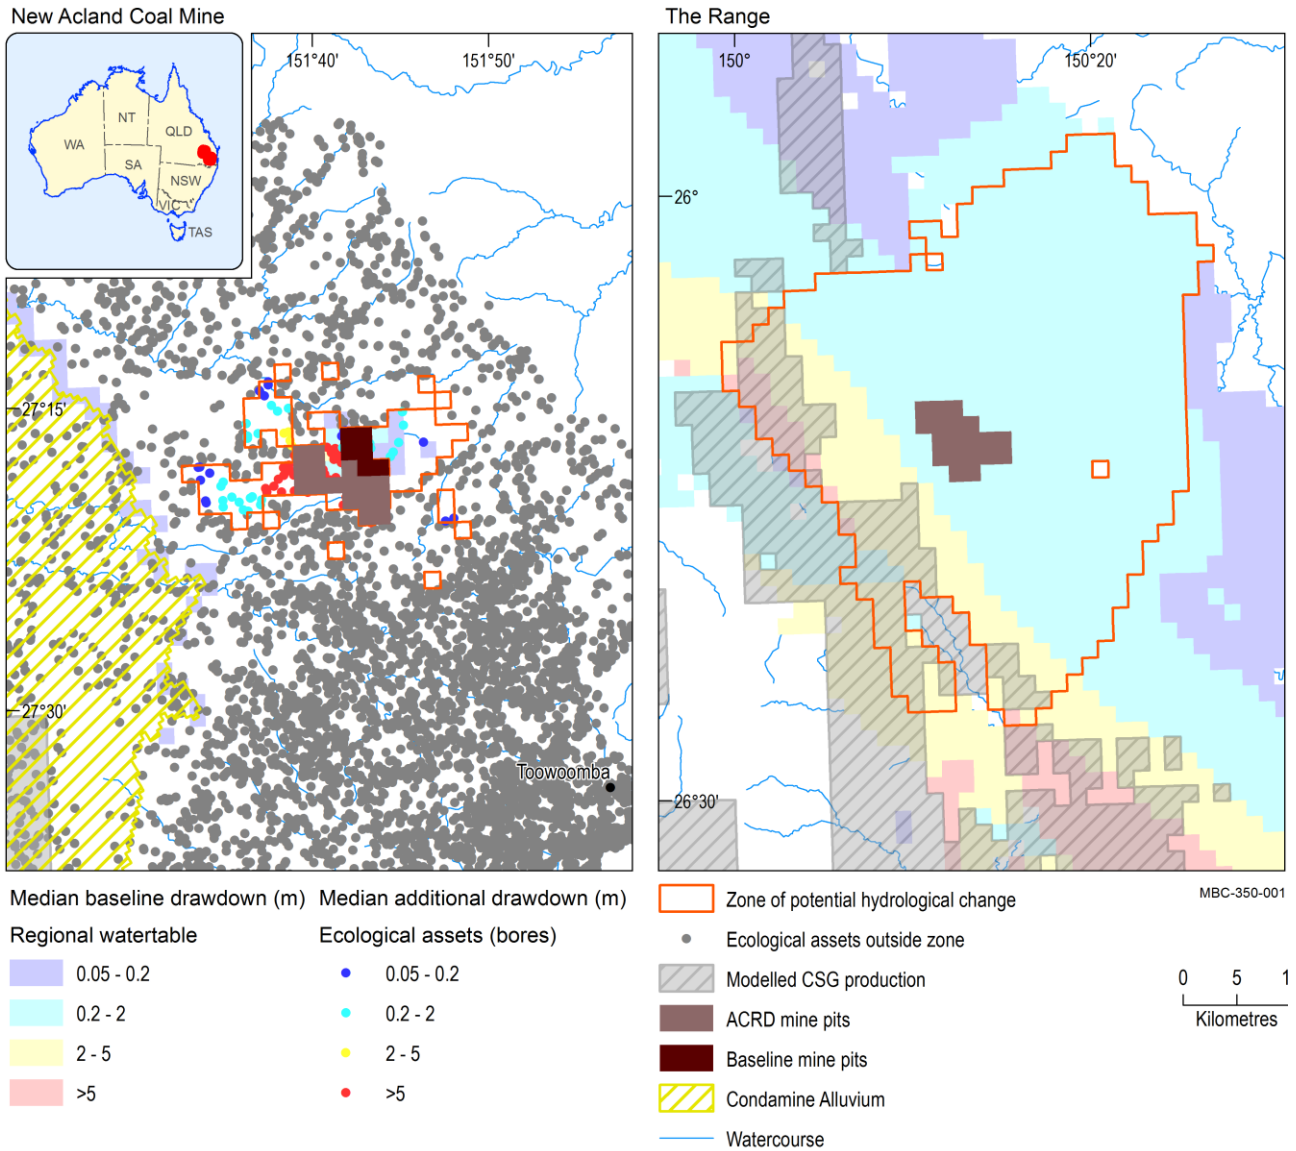 New Acland Coal Mine
The Range
151°40'
151°50'
150°
150°20'
NT
QLD
WA
SA
NSW
VIC
TAS
26°
27°15'
27°30'
Toowoomba
26°30'
Median baseline drawdown (m)
Median additional drawdown (m)
Regional watertable
Ecological assets (bores)
0.05 - 0.2
0.2 - 2
2 - 5
>5
0.05 - 0.2
0.2 - 2
2 - 5
>5
Zone of potential hydrological change
MBC-350-001
Ecological assets outside zone
Modelled CSG production
ACRD mine pits
Baseline mine pits
Condamine Alluvium
Watercourse
0 5 1
Kilometres